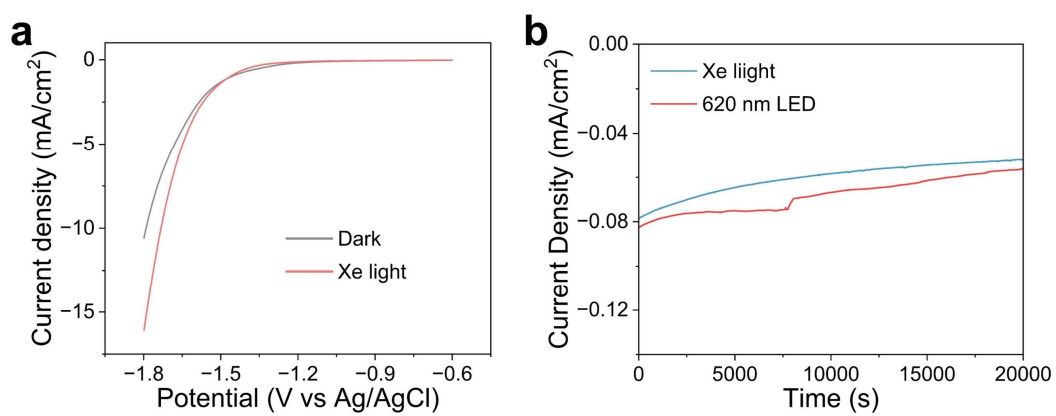 a
Current density (mA/cm²)
0
−5
−10
−15
Dark
Xe light
−1.8 −1.5 −1.2 −0.9 −0.6
Potential (V vs Ag/AgCl)
b
Current Density (mA/cm²)
0.00
−0.04
−0.08
−0.12
Xe liight
620 nm LED
0 5000 10000 15000 20000
Time (s)